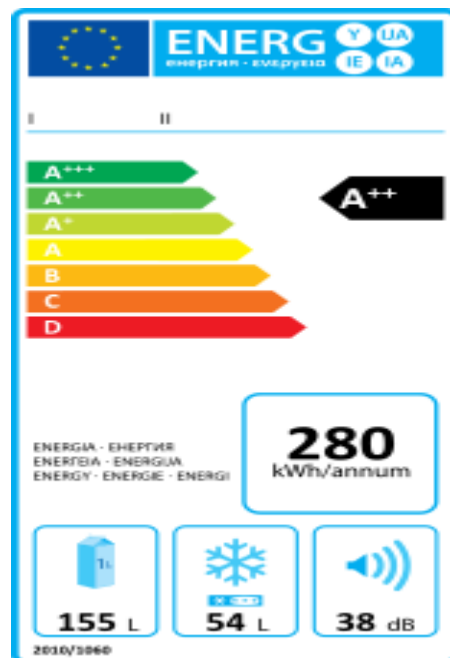 ENERG Y UA
енергия · ενεργεια IE IA
I II
A+++
A++ A++
A+
A
B
C
D
280
kWh/annum
ENERGIA · ЕНЕРГИЯ
ΕΝΕΡΓΕΙΑ · ENERGIJA
ENERGY · ENERGIE · ENERGI
1L
155 L 54 L 38 dB
2010/1060